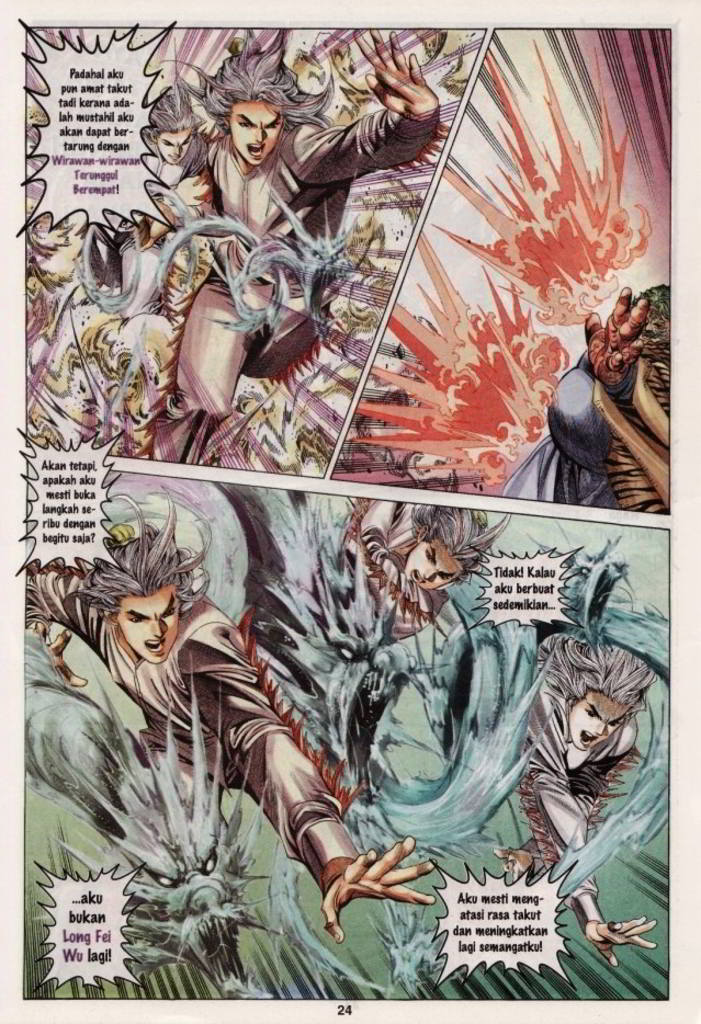 Padahal aku
pun amat takut
tadi kerana ada-
lah mustahil aku
akan dapat ber-
tarung dengan
Wirawan-wirawan
Terunggul
Berempat!
Akan tetapi,
apakah aku
mesti buka
langkah se-
ribu dengan
begitu saja?
Tidak! Kalau
aku berbuat
sedemikian...
...aku
bukan
Long Fei
Wu lagi!
Aku mesti meng-
atasi rasa takut
dan meningkatkan
lagi semangatku!
24